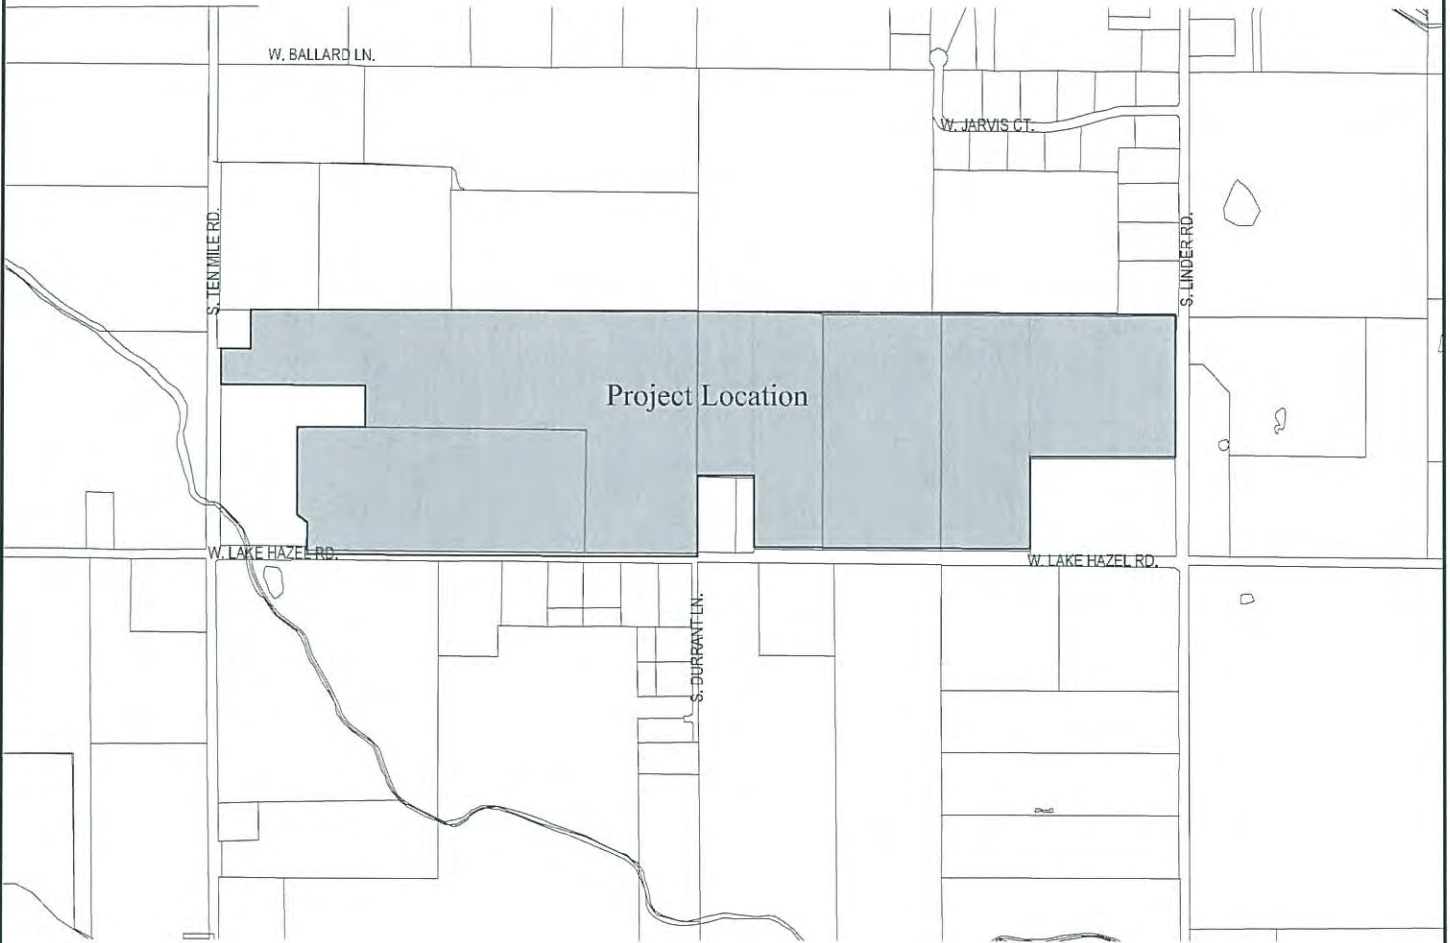 W. BALLARD LN.
W. JARVIS CT.
S. TEN MILE RD.
S. LINDER RD.
Project Location
W. LAKE HAZEL RD.
W. LAKE HAZEL RD.
S. DURRANT LN.